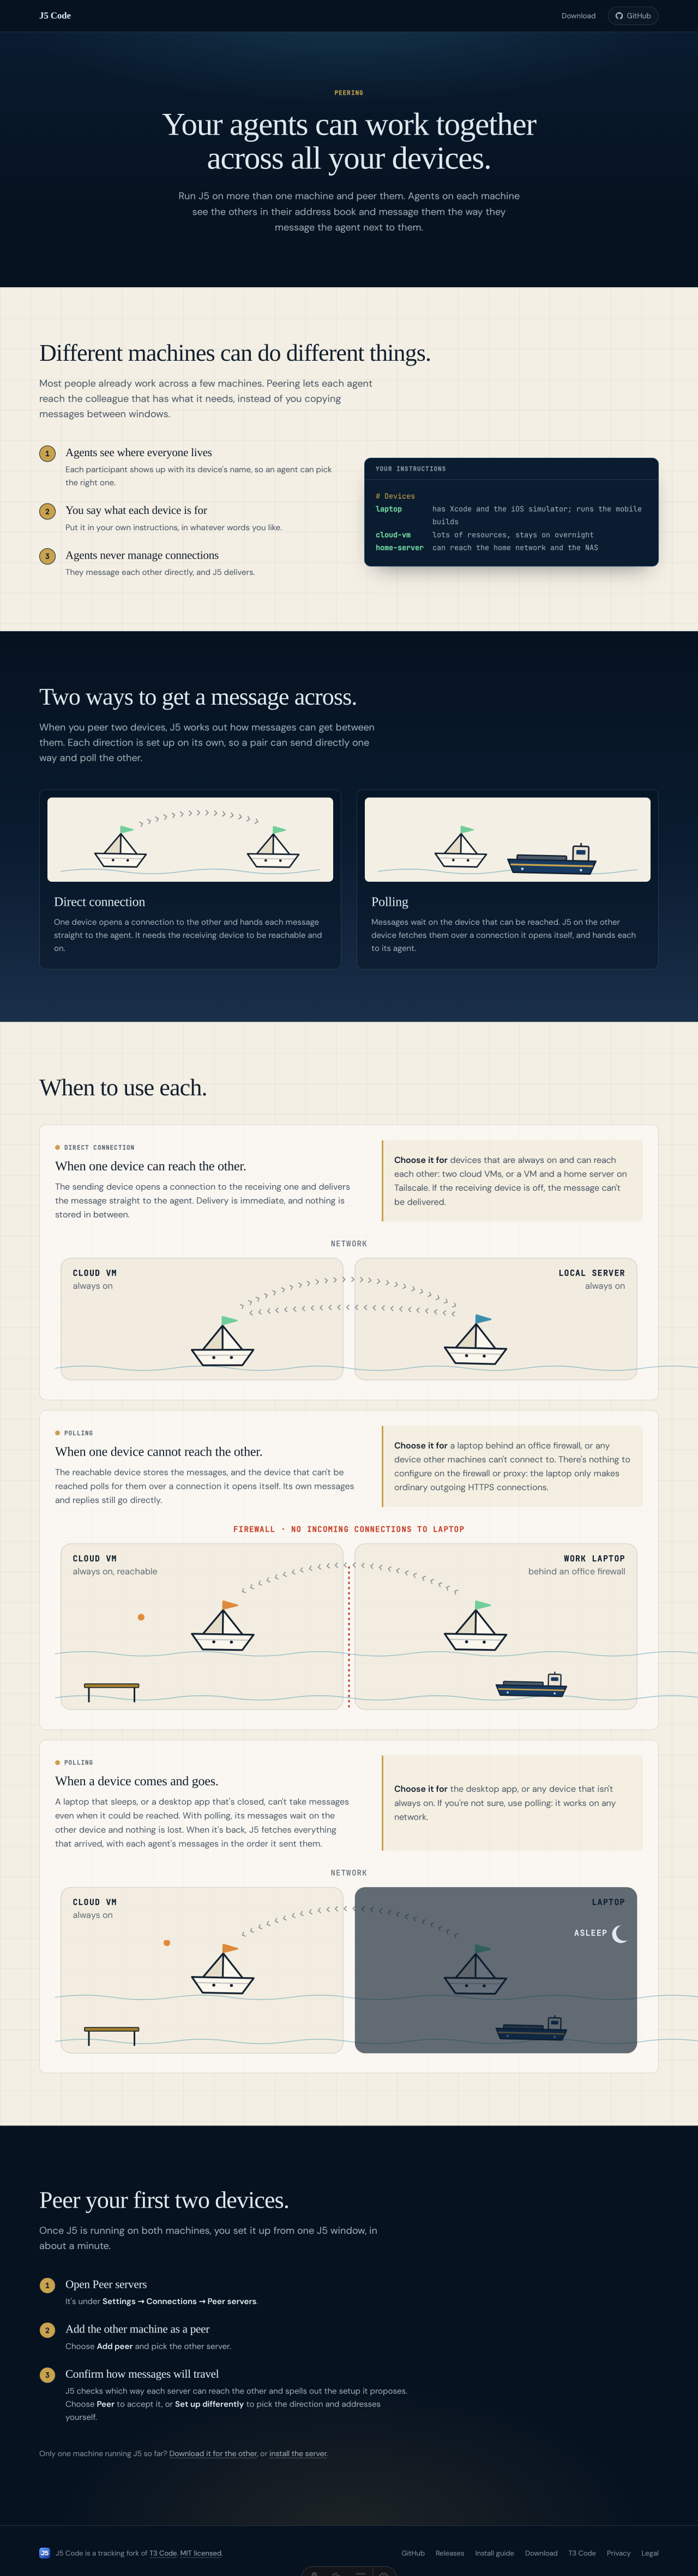 J5 Code
Download
GitHub
PEERING
Your agents can work together
across all your devices.
Run J5 on more than one machine and peer them. Agents on each machine
see the others in their address book and message them the way they
message the agent next to them.
Different machines can do different things.
Most people already work across a few machines. Peering lets each agent
reach the colleague that has what it needs, instead of you copying
messages between windows.
1
Agents see where everyone lives
Each participant shows up with its device's name, so an agent can pick
the right one.
2
You say what each device is for
Put it in your own instructions, in whatever words you like.
3
Agents never manage connections
They message each other directly, and J5 delivers.
YOUR INSTRUCTIONS
# Devices
laptop has Xcode and the iOS simulator; runs the mobile
builds
cloud-vm lots of resources, stays on overnight
home-server can reach the home network and the NAS
Two ways to get a message across.
When you peer two devices, J5 works out how messages can get between
them. Each direction is set up on its own, so a pair can send directly one
way and poll the other.
Direct connection
One device opens a connection to the other and hands each message
straight to the agent. It needs the receiving device to be reachable and
on.
Polling
Messages wait on the device that can be reached. J5 on the other
device fetches them over a connection it opens itself, and hands each
to its agent.
When to use each.
DIRECT CONNECTION
When one device can reach the other.
The sending device opens a connection to the receiving one and delivers
the message straight to the agent. Delivery is immediate, and nothing is
stored in between.
Choose it for devices that are always on and can reach
each other: two cloud VMs, or a VM and a home server on
Tailscale. If the receiving device is off, the message can't
be delivered.
NETWORK
CLOUD VM
always on
LOCAL SERVER
always on
POLLING
When one device cannot reach the other.
The reachable device stores the messages, and the device that can't be
reached polls for them over a connection it opens itself. Its own messages
and replies still go directly.
Choose it for a laptop behind an office firewall, or any
device other machines can't connect to. There's nothing to
configure on the firewall or proxy: the laptop only makes
ordinary outgoing HTTPS connections.
FIREWALL · NO INCOMING CONNECTIONS TO LAPTOP
CLOUD VM
always on, reachable
WORK LAPTOP
behind an office firewall
POLLING
When a device comes and goes.
A laptop that sleeps, or a desktop app that's closed, can't take messages
even when it could be reached. With polling, its messages wait on the
other device and nothing is lost. When it's back, J5 fetches everything
that arrived, with each agent's messages in the order it sent them.
Choose it for the desktop app, or any device that isn't
always on. If you're not sure, use polling: it works on any
network.
NETWORK
CLOUD VM
always on
LAPTOP
ASLEEP
Peer your first two devices.
Once J5 is running on both machines, you set it up from one J5 window, in
about a minute.
1
Open Peer servers
It's under Settings → Connections → Peer servers.
2
Add the other machine as a peer
Choose Add peer and pick the other server.
3
Confirm how messages will travel
J5 checks which way each server can reach the other and spells out the setup it proposes.
Choose Peer to accept it, or Set up differently to pick the direction and addresses
yourself.
Only one machine running J5 so far? Download it for the other, or install the server.
J5
J5 Code is a tracking fork of T3 Code. MIT licensed.
GitHub
Releases
Install guide
Download
T3 Code
Privacy
Legal